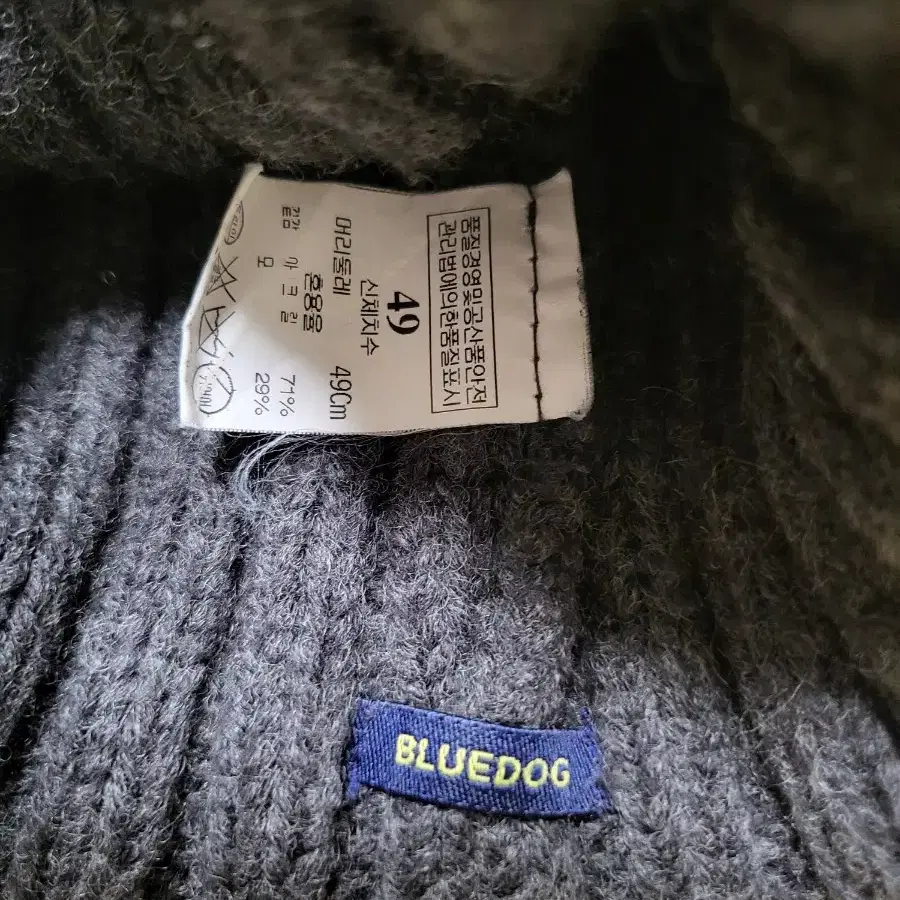 품질경영및공산품안전
관리법에의한품질표시
49
신체치수
머리둘레 49Cm
혼용율
겉감 아크릴 71%
모 29%
BLUEDOG